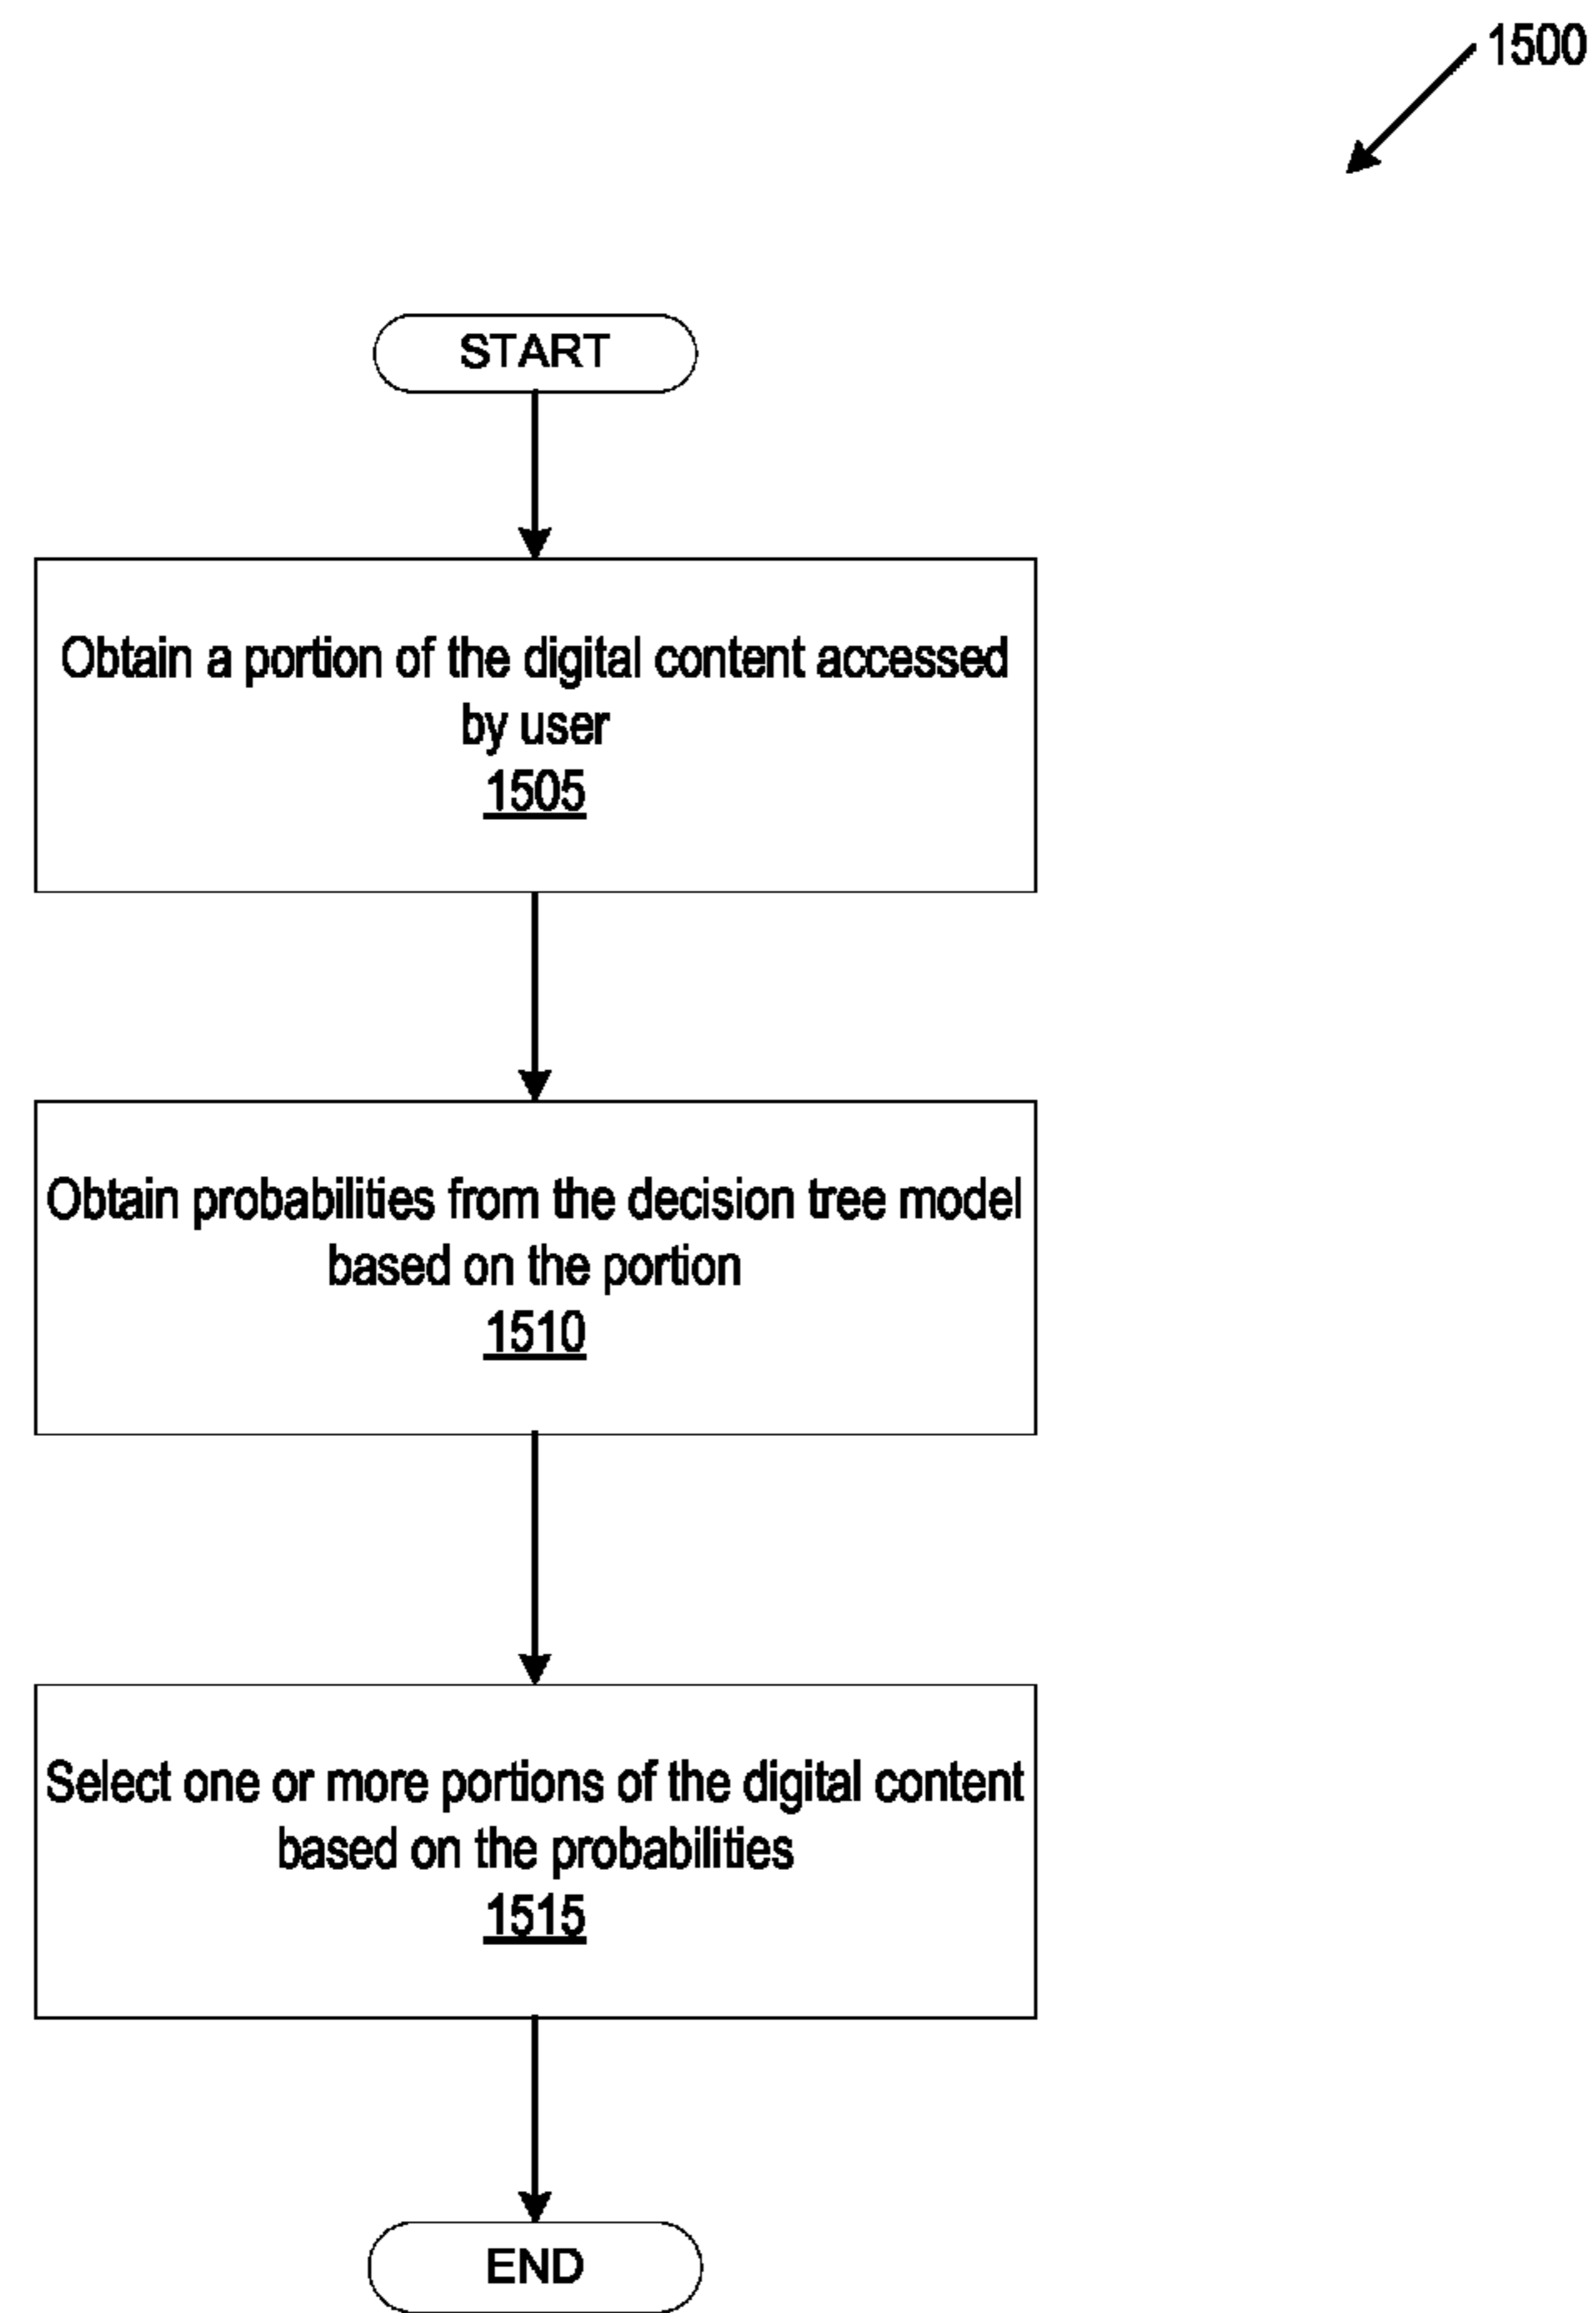 1500
START
Obtain a portion of the digital content accessed
by user
1505
Obtain probabilities from the decision tree model
based on the portion
1510
Select one or more portions of the digital content
based on the probabilities
1515
END